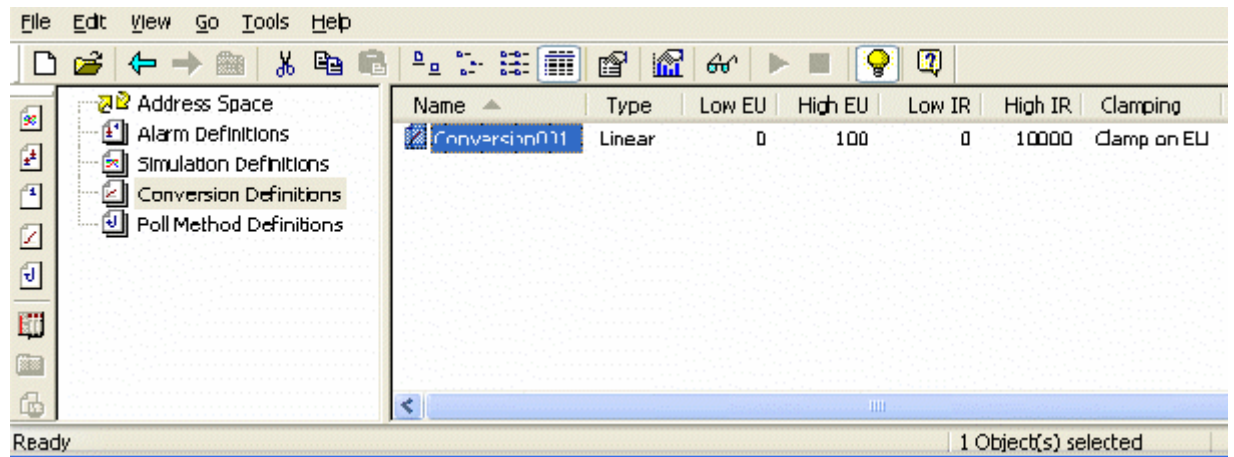 File Edit View Go Tools Help
Address Space
Alarm Definitions
Simulation Definitions
Conversion Definitions
Poll Method Definitions
Name Type Low EU High EU Low IR High IR Clamping
Conversion001 Linear 0 100 0 10000 Clamp on EU
Ready 1 Object(s) selected